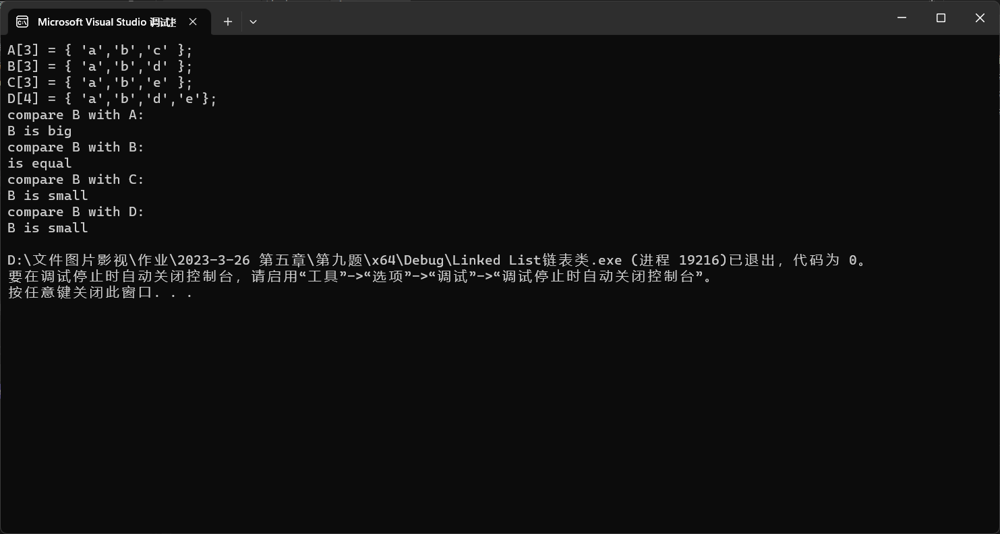 Microsoft Visual Studio 调试
A[3] = { 'a','b','c' };
B[3] = { 'a','b','d' };
C[3] = { 'a','b','e' };
D[4] = { 'a','b','d','e'};
compare B with A:
B is big
compare B with B:
is equal
compare B with C:
B is small
compare B with D:
B is small
D:\文件图片影视\作业\2023-3-26 第五章\第九题\x64\Debug\Linked List链表类.exe (进程 19216)已退出，代码为 0。
要在调试停止时自动关闭控制台，请启用“工具”->“选项”->“调试”->“调试停止时自动关闭控制台”。
按任意键关闭此窗口. . .